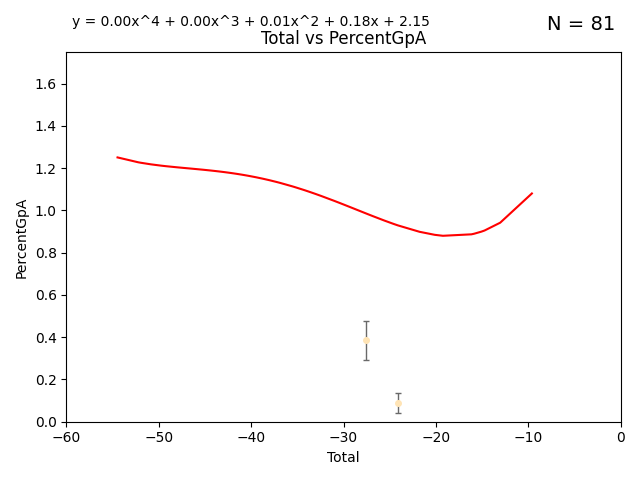 y = 0.00x^4 + 0.00x^3 + 0.01x^2 + 0.18x + 2.15
N = 81
Total vs PercentGpA
PercentGpA
1.6
1.4
1.2
1.0
0.8
0.6
0.4
0.2
0.0
−60 −50 −40 −30 −20 −10 0
Total